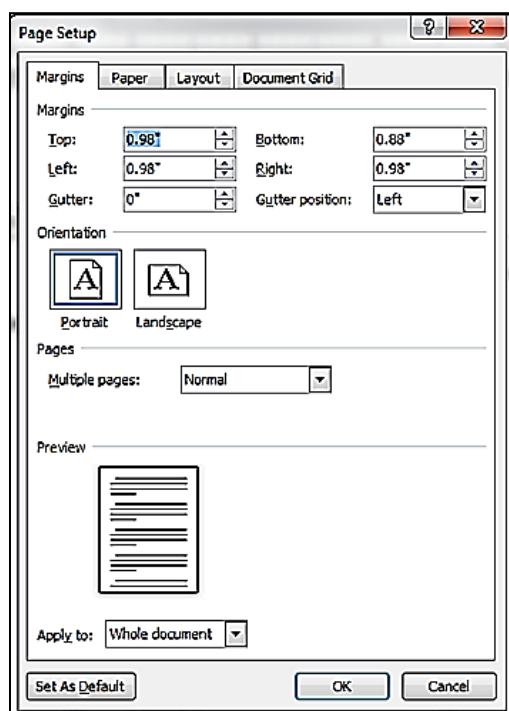 Page Setup
Margins Paper Layout Document Grid
Margins
Top: 0.98" Bottom: 0.88"
Left: 0.98" Right: 0.98"
Gutter: 0" Gutter position: Left
Orientation
A A
Portrait Landscape
Pages
Multiple pages: Normal
Preview
Apply to: Whole document
Set As Default OK Cancel